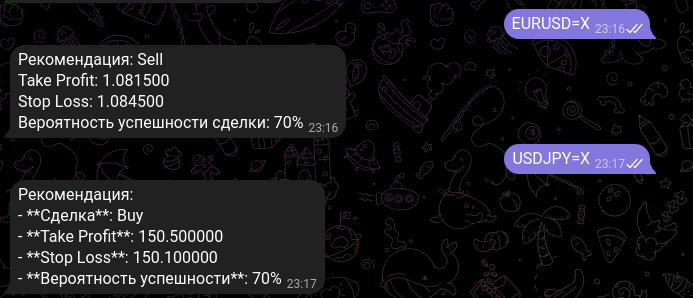 EURUSD=X 23:16
Рекомендация: Sell
Take Profit: 1.081500
Stop Loss: 1.084500
Вероятность успешности сделки: 70% 23:16
USDJPY=X 23:17
Рекомендация:
- **Сделка**: Buy
- **Take Profit**: 150.500000
- **Stop Loss**: 150.100000
- **Вероятность успешности**: 70% 23:17